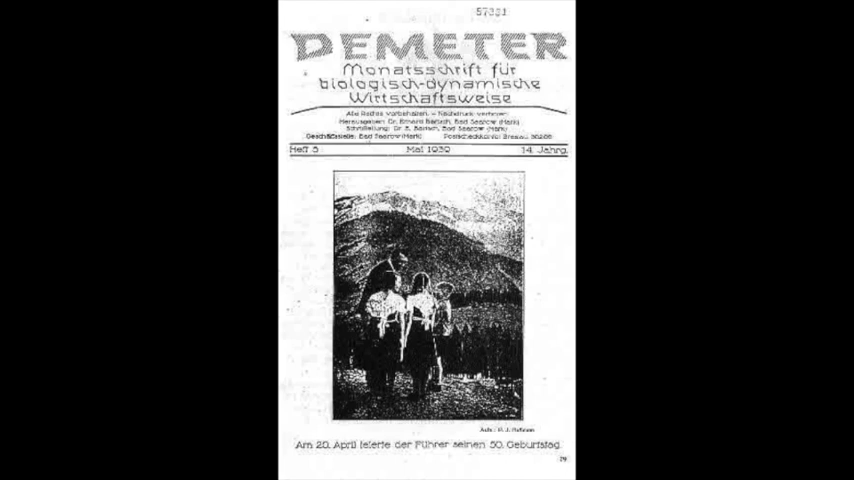 57381
DEMETER
Monatsschrift für
biologisch-dynamische
Wirtschaftsweise
Alle Rechte vorbehalten. – Nachdruck verboten.
Herausgeber: Dr. Erhard Bartsch, Bad Saarow (Mark)
Schriftleitung: Dr. E. Bartsch, Bad Saarow (Mark)
Geschäftsstelle: Bad Saarow (Mark) Postscheckkonto: Breslau
Heft 5 Mai 1939 14. Jahrg.
Am 20. April feierte der Führer seinen 50. Geburtstag.
79